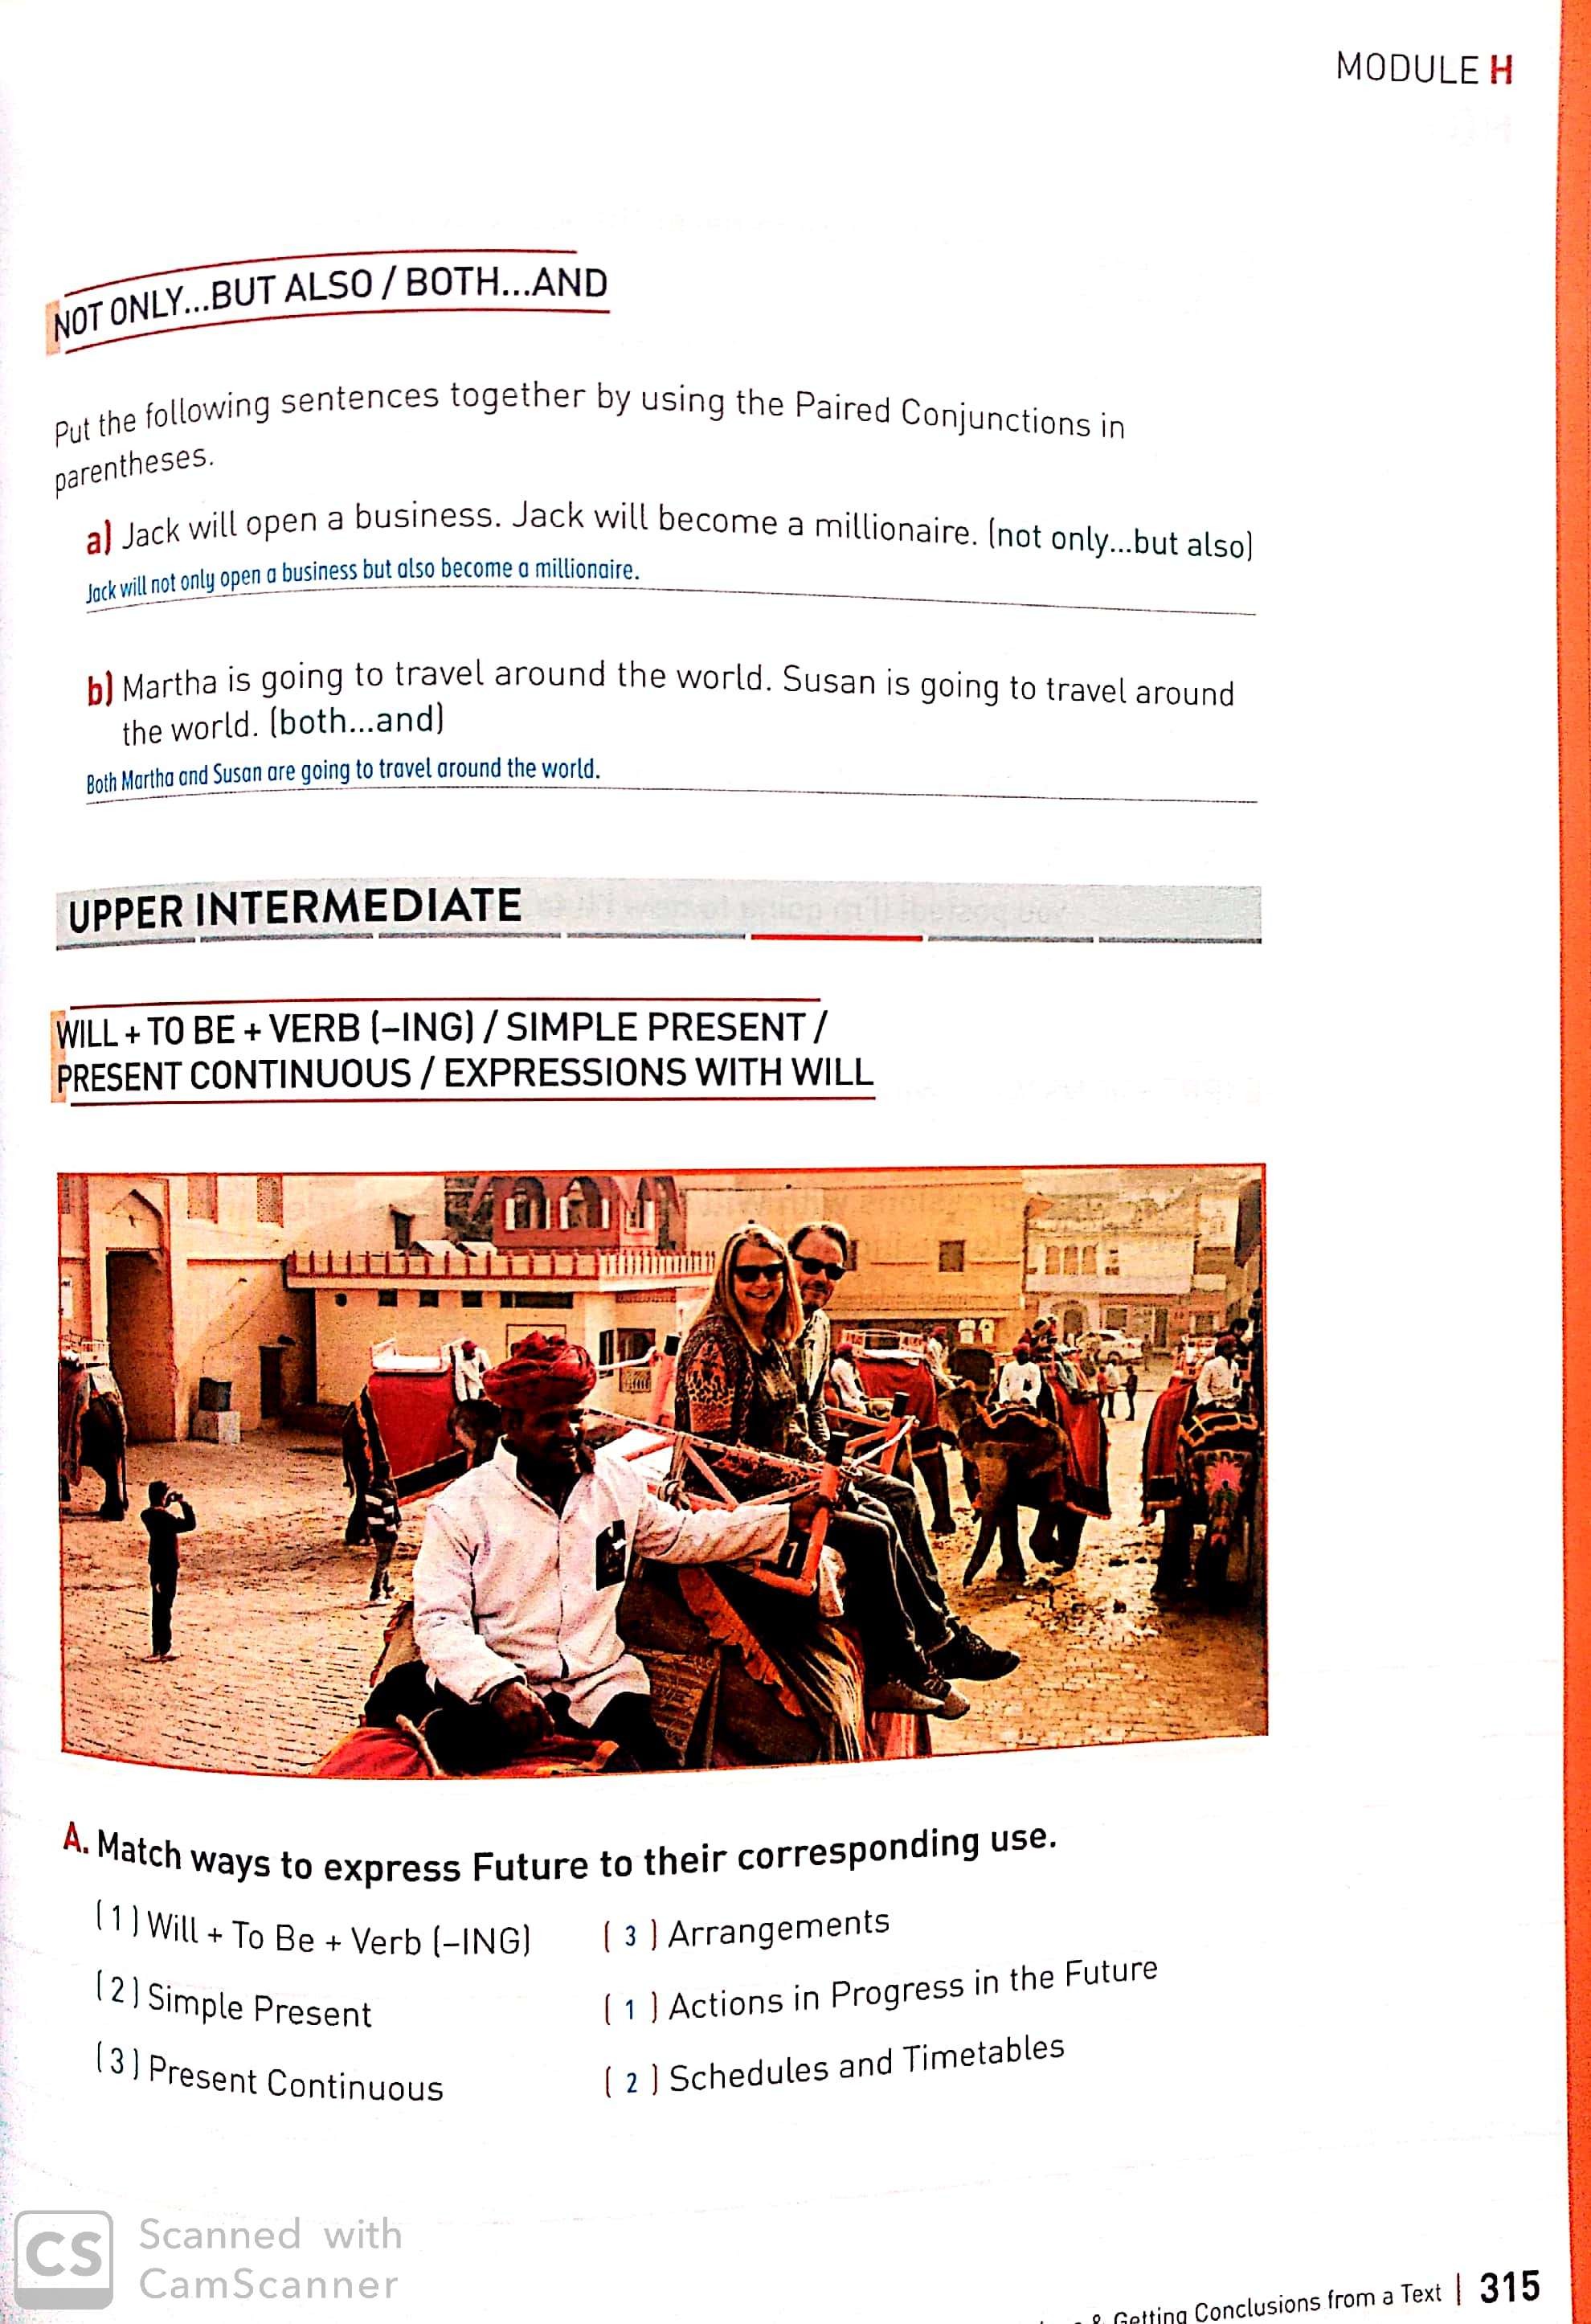 MODULE H
NOT ONLY...BUT ALSO / BOTH...AND
Put the following sentences together by using the Paired Conjunctions in
parentheses.
a) Jack will open a business. Jack will become a millionaire. (not only...but also)
Jack will not only open a business but also become a millionaire.
b) Martha is going to travel around the world. Susan is going to travel around
the world. (both...and)
Both Martha and Susan are going to travel around the world.
UPPER INTERMEDIATE
WILL + TO BE + VERB (-ING) / SIMPLE PRESENT /
PRESENT CONTINUOUS / EXPRESSIONS WITH WILL
1
A. Match ways to express Future to their corresponding use.
(1) Will + To Be + Verb (-ING) ( 3 ) Arrangements
(2) Simple Present ( 1 ) Actions in Progress in the Future
(3) Present Continuous ( 2 ) Schedules and Timetables
CS Scanned with
CamScanner
& Getting Conclusions from a Text | 315